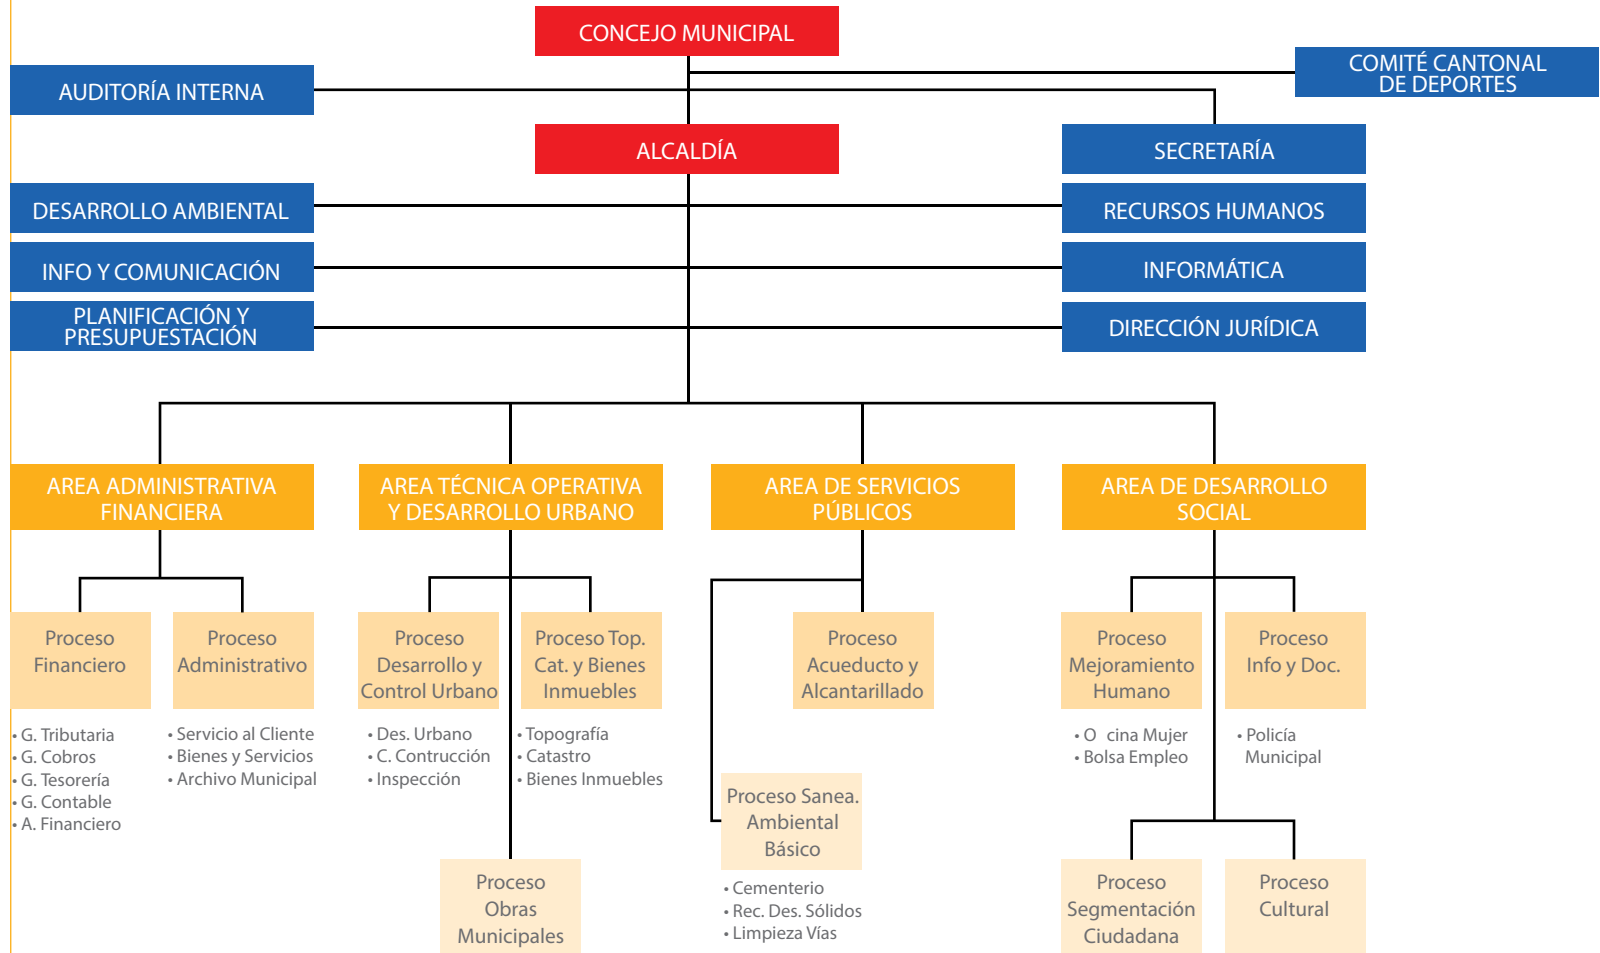 CONCEJO MUNICIPAL
COMITÉ CANTONAL
DE DEPORTES
AUDITORÍA INTERNA
ALCALDÍA
SECRETARÍA
DESARROLLO AMBIENTAL
RECURSOS HUMANOS
INFO Y COMUNICACIÓN
INFORMÁTICA
PLANIFICACIÓN Y
PRESUPUESTACIÓN
DIRECCIÓN JURÍDICA
AREA ADMINISTRATIVA
FINANCIERA
AREA TÉCNICA OPERATIVA
Y DESARROLLO URBANO
AREA DE SERVICIOS
PÚBLICOS
AREA DE DESARROLLO
SOCIAL
Proceso
Financiero
Proceso
Administrativo
Proceso
Desarrollo y
Control Urbano
Proceso Top.
Cat. y Bienes
Inmuebles
Proceso
Acueducto y
Alcantarillado
Proceso
Mejoramiento
Humano
Proceso
Info y Doc.
• G. Tributaria
• G. Cobros
• G. Tesorería
• G. Contable
• A. Financiero
• Servicio al Cliente
• Bienes y Servicios
• Archivo Municipal
• Des. Urbano
• C. Contrucción
• Inspección
• Topografía
• Catastro
• Bienes Inmuebles
• O cina Mujer
• Bolsa Empleo
• Policía
Municipal
Proceso Sanea.
Ambiental
Básico
• Cementerio
• Rec. Des. Sólidos
• Limpieza Vías
Proceso
Obras
Municipales
Proceso
Segmentación
Ciudadana
Proceso
Cultural